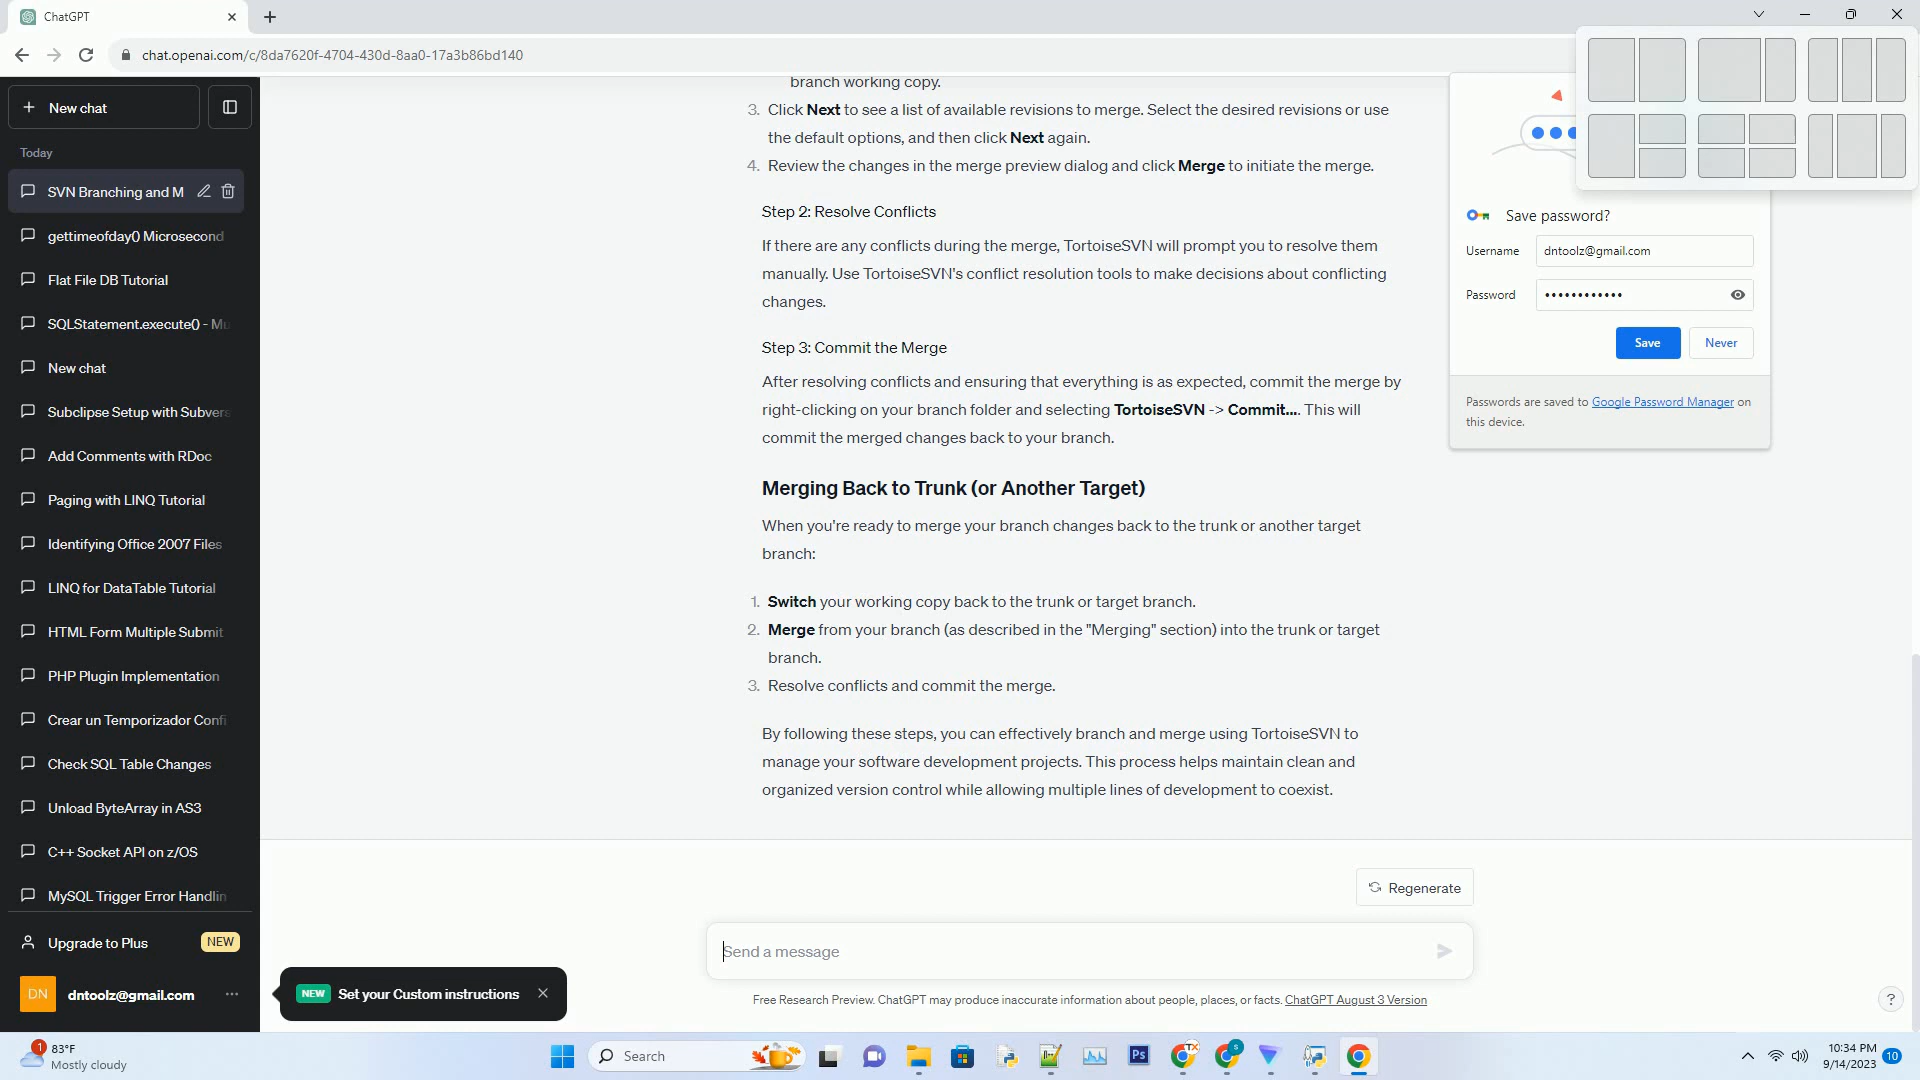 ChatGPT
chat.openai.com/c/8da7620f-4704-430d-8aa0-17a3b86bd140
New chat
Today
SVN Branching and M
gettimeofday() Microsecond
Flat File DB Tutorial
SQLStatement.execute() - Mu
New chat
Subclipse Setup with Subvers
Add Comments with RDoc
Paging with LINQ Tutorial
Identifying Office 2007 Files
LINQ for DataTable Tutorial
HTML Form Multiple Submit
PHP Plugin Implementation
Crear un Temporizador Confi
Check SQL Table Changes
Unload ByteArray in AS3
C++ Socket API on z/OS
MySQL Trigger Error Handlin
Upgrade to Plus NEW
DN dntoolz@gmail.com
branch working copy.
3. Click Next to see a list of available revisions to merge. Select the desired revisions or use
the default options, and then click Next again.
4. Review the changes in the merge preview dialog and click Merge to initiate the merge.
Step 2: Resolve Conflicts
If there are any conflicts during the merge, TortoiseSVN will prompt you to resolve them
manually. Use TortoiseSVN's conflict resolution tools to make decisions about conflicting
changes.
Step 3: Commit the Merge
After resolving conflicts and ensuring that everything is as expected, commit the merge by
right-clicking on your branch folder and selecting TortoiseSVN -> Commit.... This will
commit the merged changes back to your branch.
Merging Back to Trunk (or Another Target)
When you're ready to merge your branch changes back to the trunk or another target
branch:
1. Switch your working copy back to the trunk or target branch.
2. Merge from your branch (as described in the "Merging" section) into the trunk or target
branch.
3. Resolve conflicts and commit the merge.
By following these steps, you can effectively branch and merge using TortoiseSVN to
manage your software development projects. This process helps maintain clean and
organized version control while allowing multiple lines of development to coexist.
Regenerate
Send a message
Free Research Preview. ChatGPT may produce inaccurate information about people, places, or facts. ChatGPT August 3 Version
NEW Set your Custom instructions
?
Save password?
Username dntoolz@gmail.com
Password ••••••••••••
Save Never
Passwords are saved to Google Password Manager on
this device.
1 83°F
Mostly cloudy
Search
Ps
TX
S
10:34 PM
9/14/2023
10